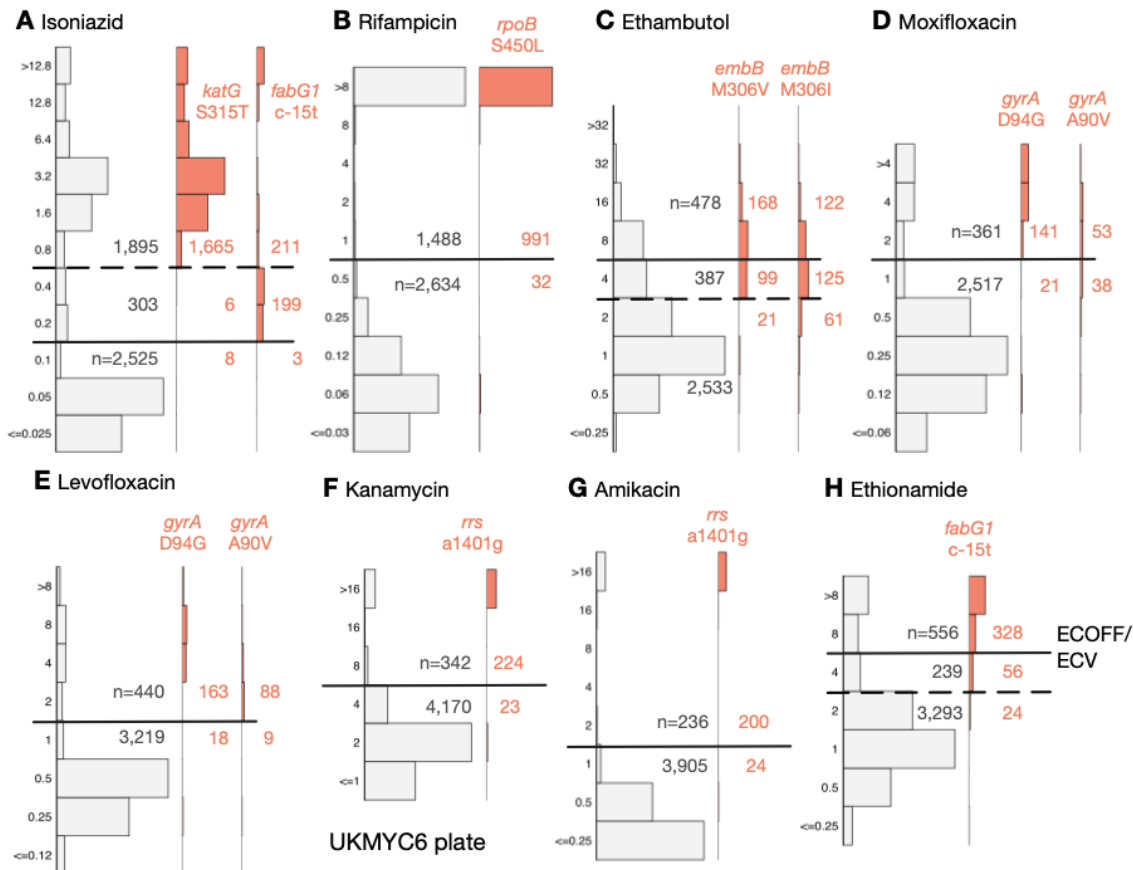 A Isoniazid
>12.8
12.8
6.4
3.2
1.6
0.8
0.4
0.2
0.1
0.05
<=0.025
katG
S315T
fabG1
c-15t
1,895 1,665 211
303 6 199
n=2,525 8 3
B Rifampicin
>8
8
4
2
1
0.5
0.25
0.12
0.06
<=0.03
rpoB
S450L
1,488 991
n=2,634 32
C Ethambutol
>32
32
16
8
4
2
1
0.5
<=0.25
embB
M306V
embB
M306I
n=478 168 122
387 99 125
21 61
2,533
D Moxifloxacin
>4
4
2
1
0.5
0.25
0.12
<=0.06
gyrA
D94G
gyrA
A90V
n=361 141 53
2,517 21 38
E Levofloxacin
>8
8
4
2
1
0.5
0.25
<=0.12
gyrA
D94G
gyrA
A90V
n=440 163 88
3,219 18 9
F Kanamycin
>16
16
8
4
2
<=1
rrs
a1401g
n=342 224
4,170 23
UKMYC6 plate
G Amikacin
>16
16
8
4
2
1
0.5
<=0.25
rrs
a1401g
n=236 200
3,905 24
H Ethionamide
>8
8
4
2
1
0.5
<=0.25
fabG1
c-15t
n=556 328
239 56
3,293 24
ECOFF/
ECV